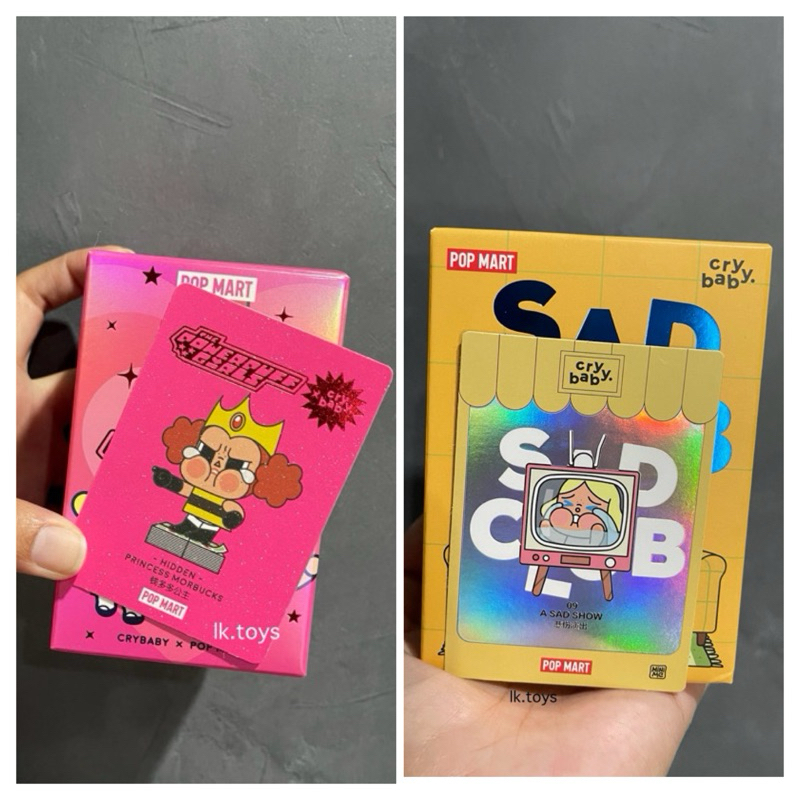 POP MART
THE
POWERPUFF
GIRLS
cry
baby.
- HIDDEN -
PRINCESS MORBUCKS
POP MART
lk.toys
CRYBABY × POP
POP MART
cry
baby.
SAD
cry
baby.
SAD
CLUB
09
A SAD SHOW
POP MART
lk.toys